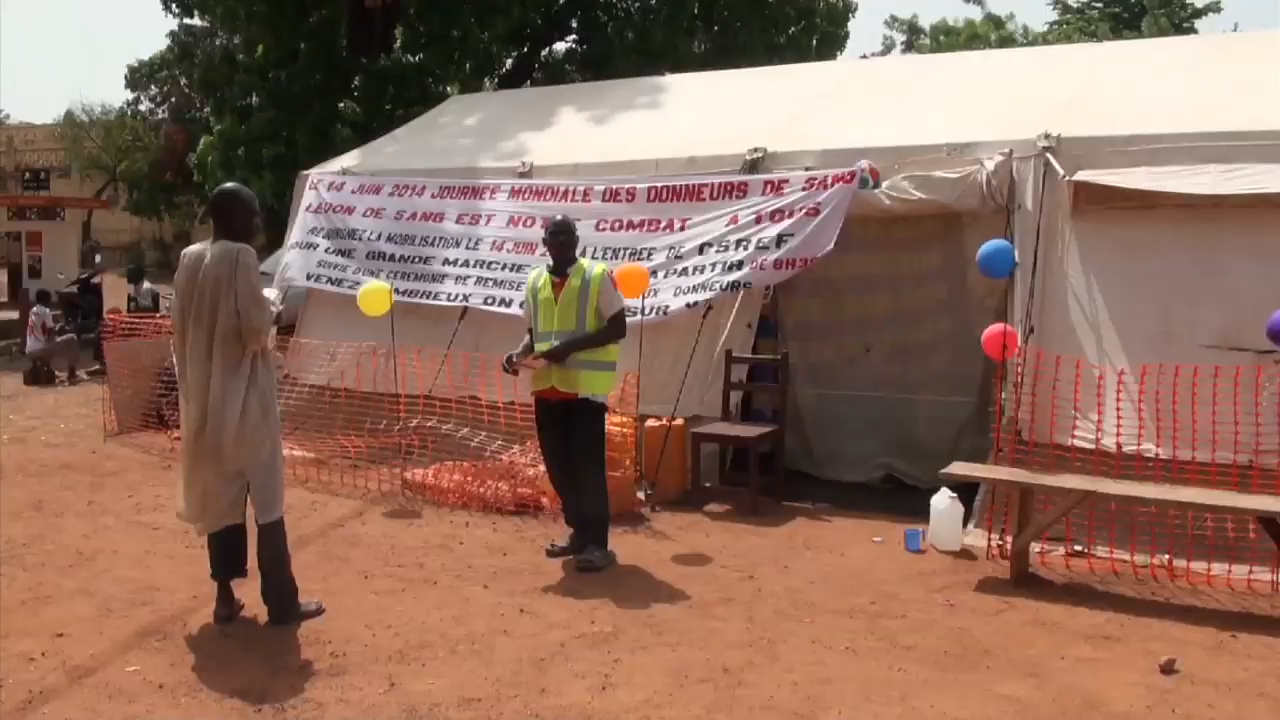 LE 14 JUIN 2014 JOURNEE MONDIALE DES DONNEURS DE SANG
LE DON DE SANG EST NOTRE COMBAT A TOUS
REJOIGNEZ LA MOBILISATION LE 14 JUIN A L'ENTREE DE CSREF
POUR UNE GRANDE MARCHE A PARTIR DE 8H30
SUIVIE D'UNE CEREMONIE DE REMISE AUX DONNEURS
VENEZ NOMBREUX ON SUR